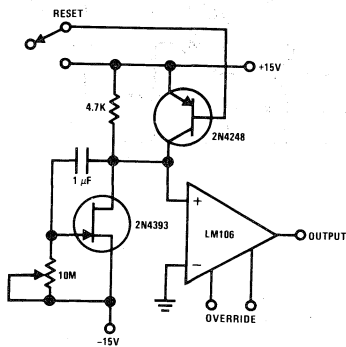 RESET
+15V
4.7K
2N4248
1 μF
+
2N4393
LM106
OUTPUT
−
10M
OVERRIDE
−15V